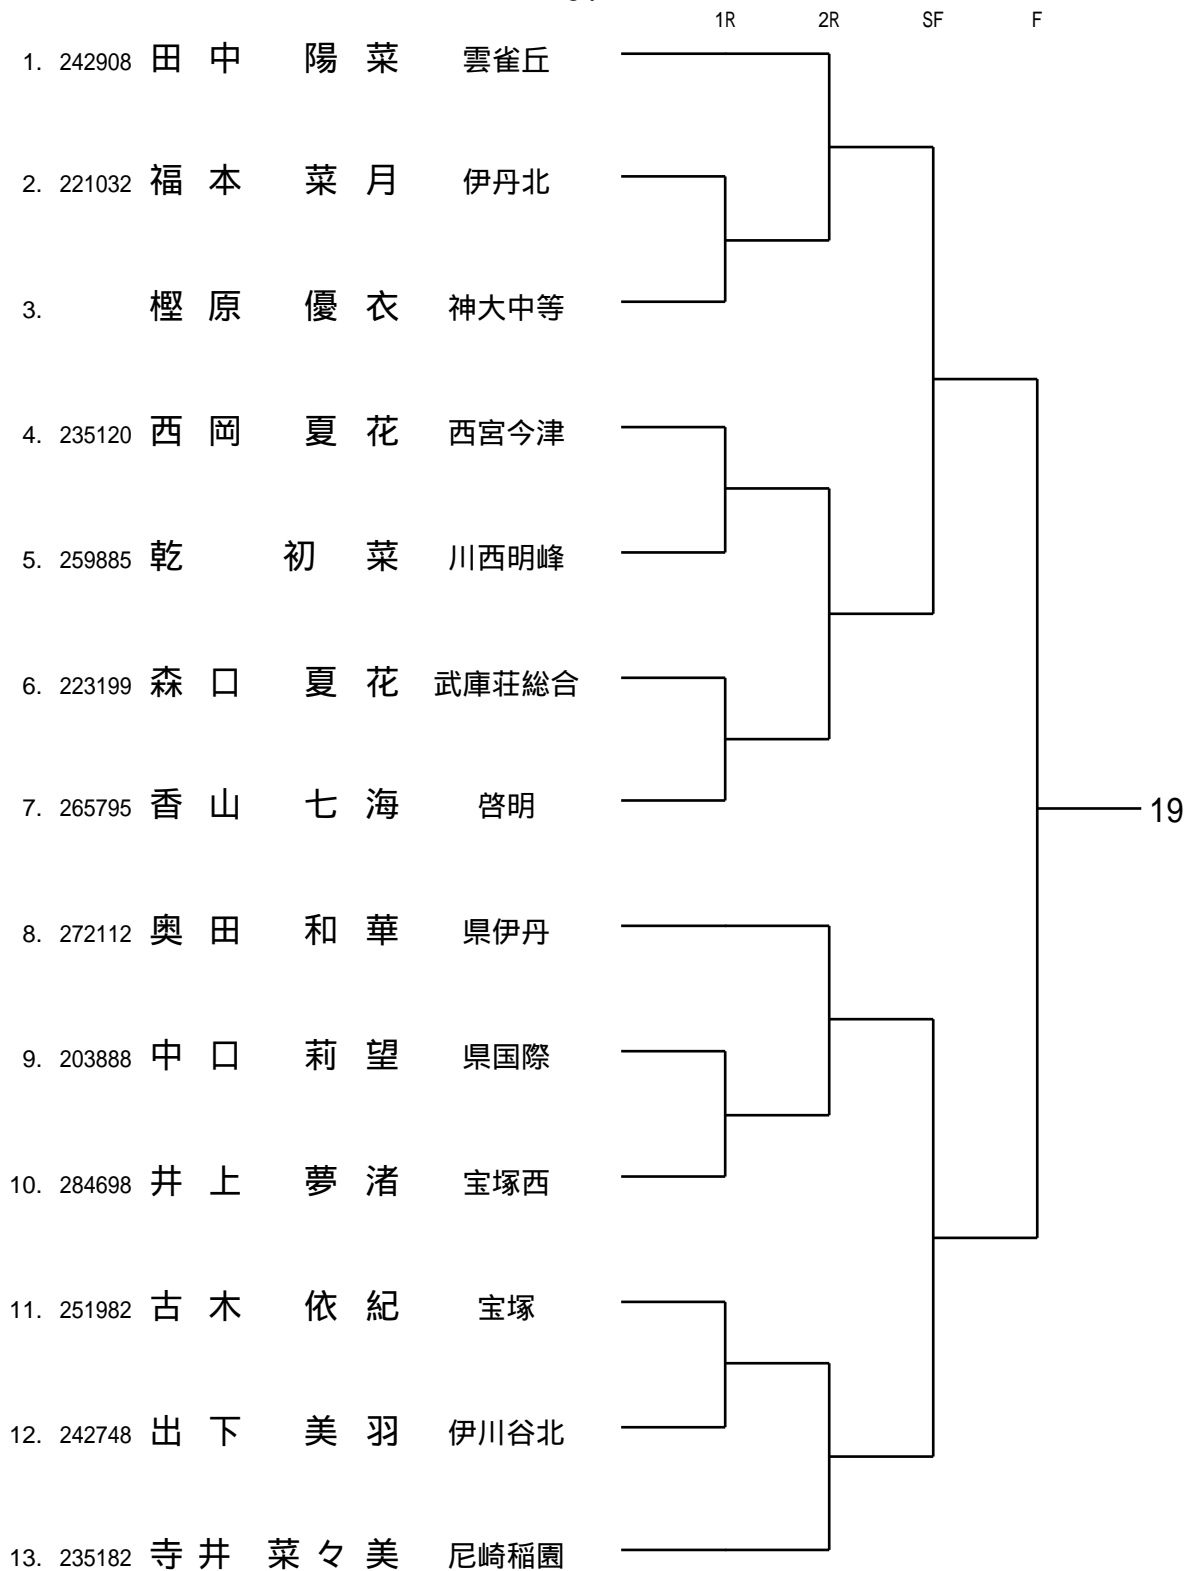 1R 2R SF F
1. 242908 田中 陽菜 雲雀丘
2. 221032 福本 菜月 伊丹北
3. 樫原 優衣 神大中等
4. 235120 西岡 夏花 西宮今津
5. 259885 乾 初菜 川西明峰
6. 223199 森口 夏花 武庫荘総合
7. 265795 香山 七海 啓明
19
8. 272112 奥田 和華 県伊丹
9. 203888 中口 莉望 県国際
10. 284698 井上 夢渚 宝塚西
11. 251982 古木 依紀 宝塚
12. 242748 出下 美羽 伊川谷北
13. 235182 寺井 菜々美 尼崎稲園